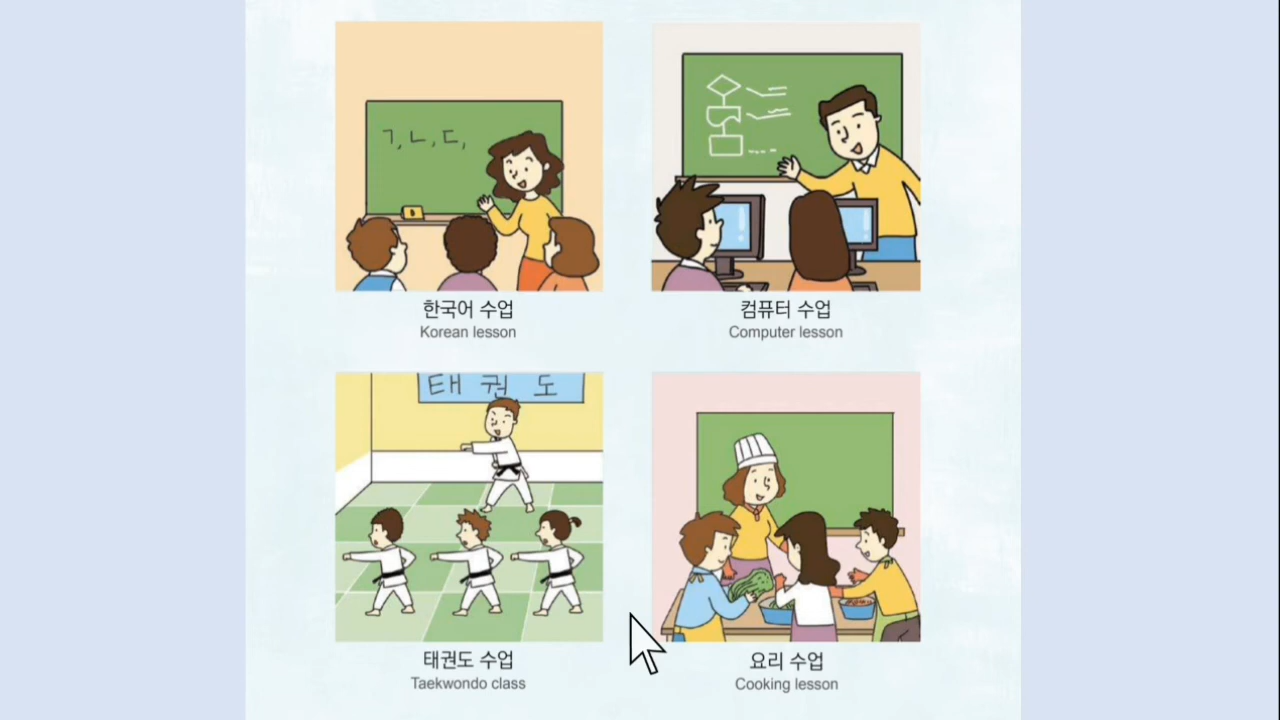 ㄱ, ㄴ, ㄷ,
한국어 수업
Korean lesson
컴퓨터 수업
Computer lesson
태권도
태권도 수업
Taekwondo class
요리 수업
Cooking lesson